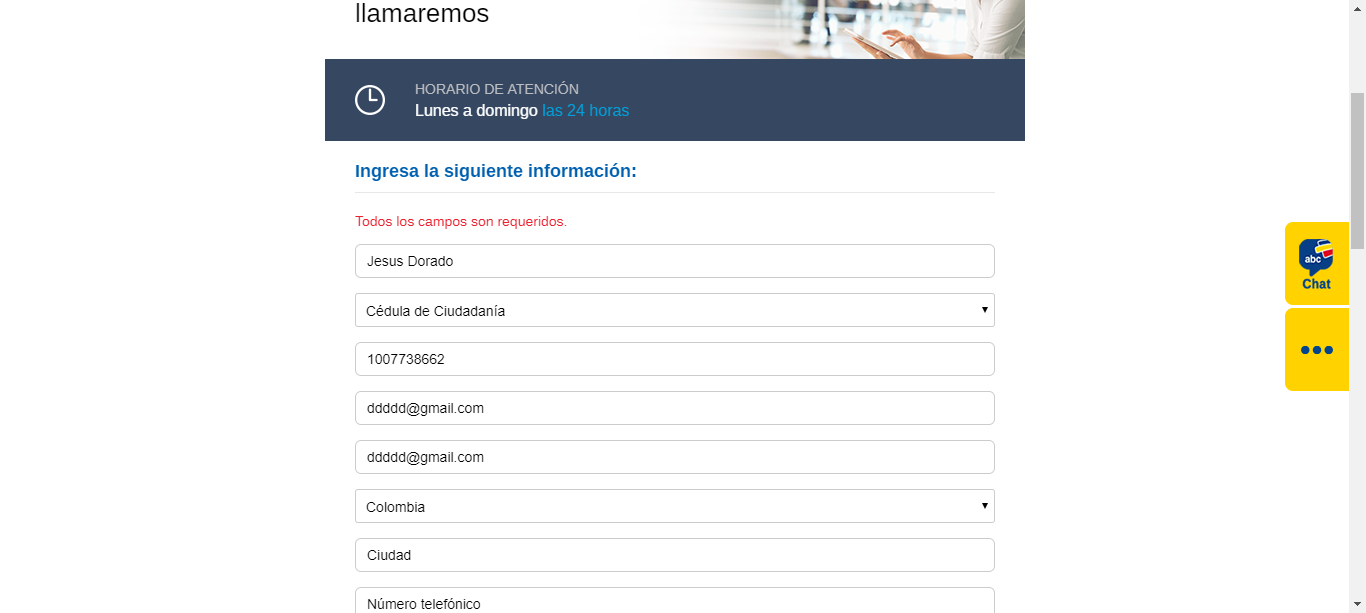 llamaremos
HORARIO DE ATENCIÓN
Lunes a domingo las 24 horas
Ingresa la siguiente información:
Todos los campos son requeridos.
Jesus Dorado
Cédula de Ciudadanía
1007738662
ddddd@gmail.com
ddddd@gmail.com
Colombia
Ciudad
Número telefónico
abc
Chat